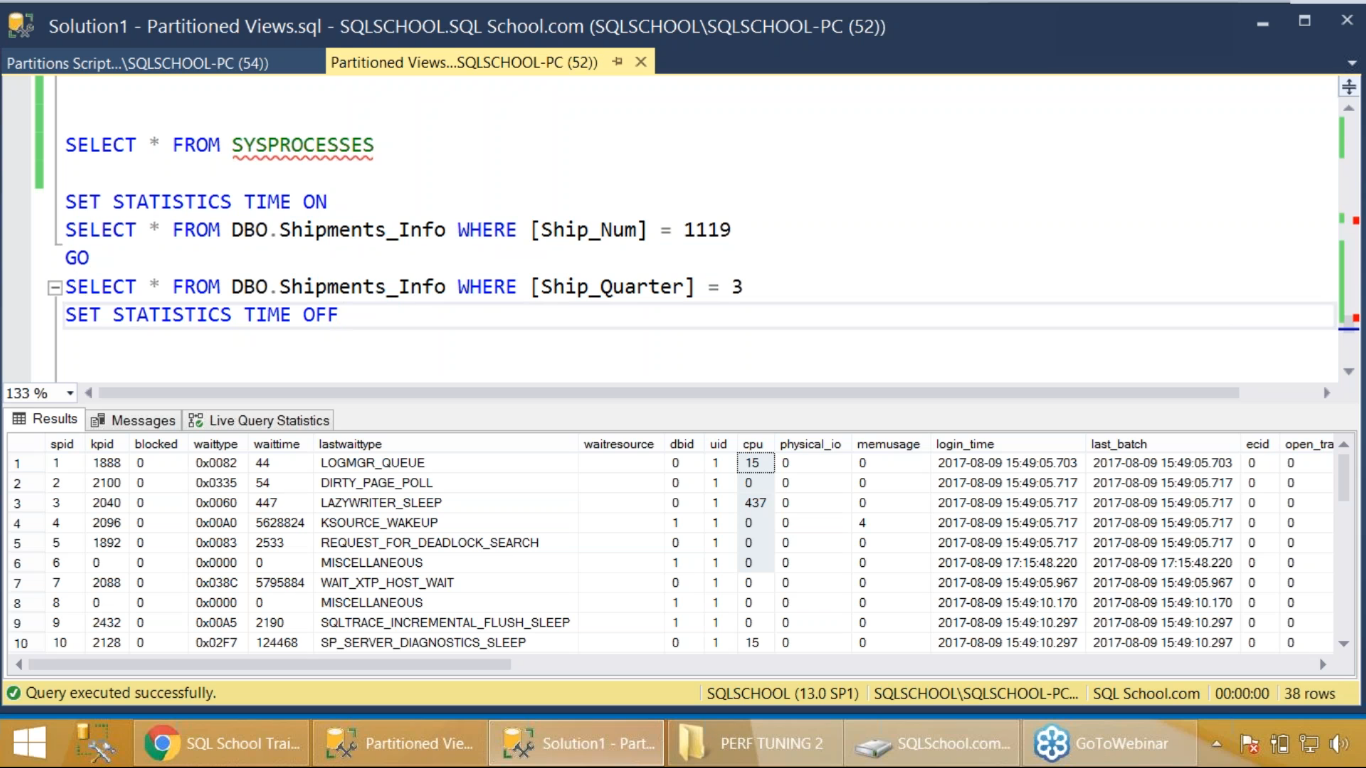 Solution1 - Partitioned Views.sql - SQLSCHOOL.SQL School.com (SQLSCHOOL\SQLSCHOOL-PC (52))
Partitions Script...\SQLSCHOOL-PC (54)) Partitioned Views...SQLSCHOOL-PC (52))
SELECT * FROM SYSPROCESSES
SET STATISTICS TIME ON
SELECT * FROM DBO.Shipments_Info WHERE [Ship_Num] = 1119
GO
SELECT * FROM DBO.Shipments_Info WHERE [Ship_Quarter] = 3
SET STATISTICS TIME OFF
133 %
Results Messages Live Query Statistics
spid kpid blocked waittype waittime lastwaittype waitresource dbid uid cpu physical_io memusage login_time last_batch ecid open_tra
1 1 1888 0 0x0082 44 LOGMGR_QUEUE 0 1 15 0 0 2017-08-09 15:49:05.703 2017-08-09 15:49:05.703 0 0
2 2 2100 0 0x0335 54 DIRTY_PAGE_POLL 0 1 0 0 0 2017-08-09 15:49:05.717 2017-08-09 15:49:05.717 0 0
3 3 2040 0 0x0060 447 LAZYWRITER_SLEEP 0 1 437 0 0 2017-08-09 15:49:05.717 2017-08-09 15:49:05.717 0 0
4 4 2096 0 0x00A0 5628824 KSOURCE_WAKEUP 1 1 0 0 4 2017-08-09 15:49:05.717 2017-08-09 15:49:05.717 0 0
5 5 1892 0 0x0083 2533 REQUEST_FOR_DEADLOCK_SEARCH 0 1 0 0 0 2017-08-09 15:49:05.717 2017-08-09 15:49:05.717 0 0
6 6 0 0 0x0000 0 MISCELLANEOUS 1 1 0 0 0 2017-08-09 17:15:48.220 2017-08-09 17:15:48.220 0 0
7 7 2088 0 0x038C 5795884 WAIT_XTP_HOST_WAIT 0 1 0 0 0 2017-08-09 15:49:05.967 2017-08-09 15:49:05.967 0 0
8 8 0 0 0x0000 0 MISCELLANEOUS 1 1 0 0 0 2017-08-09 15:49:10.170 2017-08-09 15:49:10.170 0 0
9 9 2432 0 0x00A5 2190 SQLTRACE_INCREMENTAL_FLUSH_SLEEP 1 1 0 0 0 2017-08-09 15:49:10.297 2017-08-09 15:49:10.297 0 0
10 10 2128 0 0x02F7 124468 SP_SERVER_DIAGNOSTICS_SLEEP 0 1 15 0 0 2017-08-09 15:49:10.297 2017-08-09 15:49:10.297 0 0
Query executed successfully. SQLSCHOOL (13.0 SP1) SQLSCHOOL\SQLSCHOOL-PC... SQL School.com 00:00:00 38 rows
SQL School Trai... Partitioned Vie... Solution1 - Part... PERF TUNING 2 SQLSchool.com... GoToWebinar